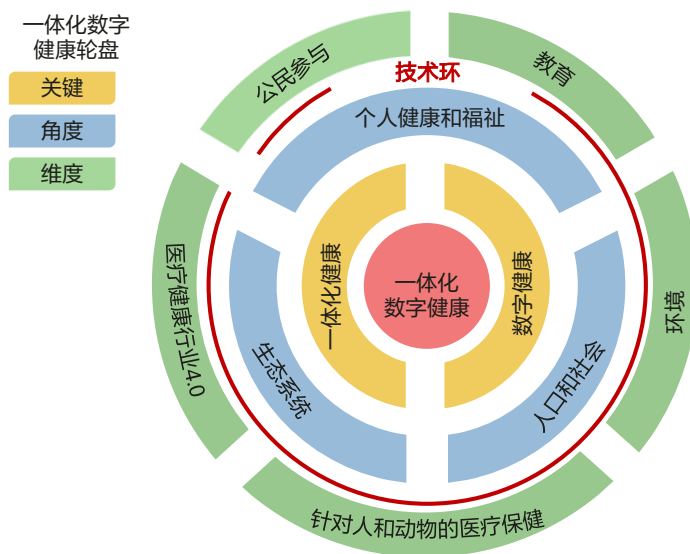 一体化数字
健康轮盘
关键
角度
维度
公民参与
技术环
教育
个人健康和福祉
一体化健康
一体化
数字健康
数字健康
医疗健康行业4.0
环境
生态系统
人口和社会
针对人和动物的医疗保健